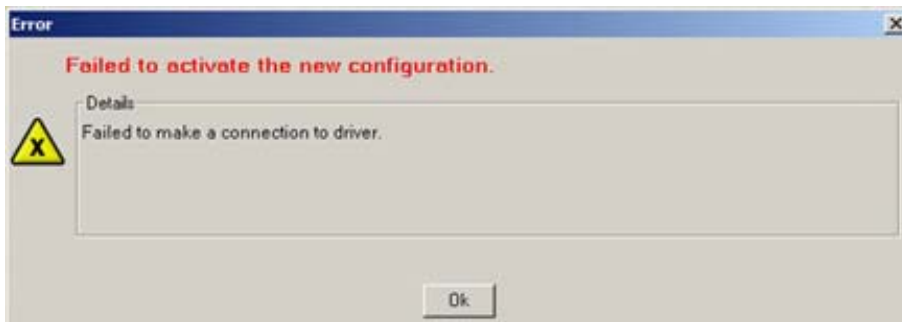 Error
Failed to activate the new configuration.
Details
Failed to make a connection to driver.
X
Ok